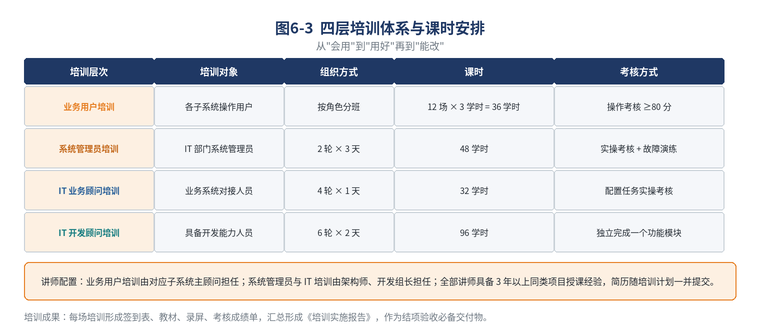 图6-3 四层培训体系与课时安排
从"会用"到"用好"再到"能改"
培训层次 培训对象 组织方式 课时 考核方式
业务用户培训 各子系统操作用户 按角色分班 12 场 × 3 学时 = 36 学时 操作考核 ≥80 分
系统管理员培训 IT 部门系统管理员 2 轮 × 3 天 48 学时 实操考核 + 故障演练
IT 业务顾问培训 业务系统对接人员 4 轮 × 1 天 32 学时 配置任务实操考核
IT 开发顾问培训 具备开发能力人员 6 轮 × 2 天 96 学时 独立完成一个功能模块
讲师配置：业务用户培训由对应子系统主顾问担任；系统管理员与 IT 培训由架构师、开发组长担任；全部讲师具备 3 年以上同类项目授课经验，简历随培训计划一并提交。
培训成果：每场培训形成签到表、教材、录屏、考核成绩单，汇总形成《培训实施报告》，作为结项验收必备交付物。